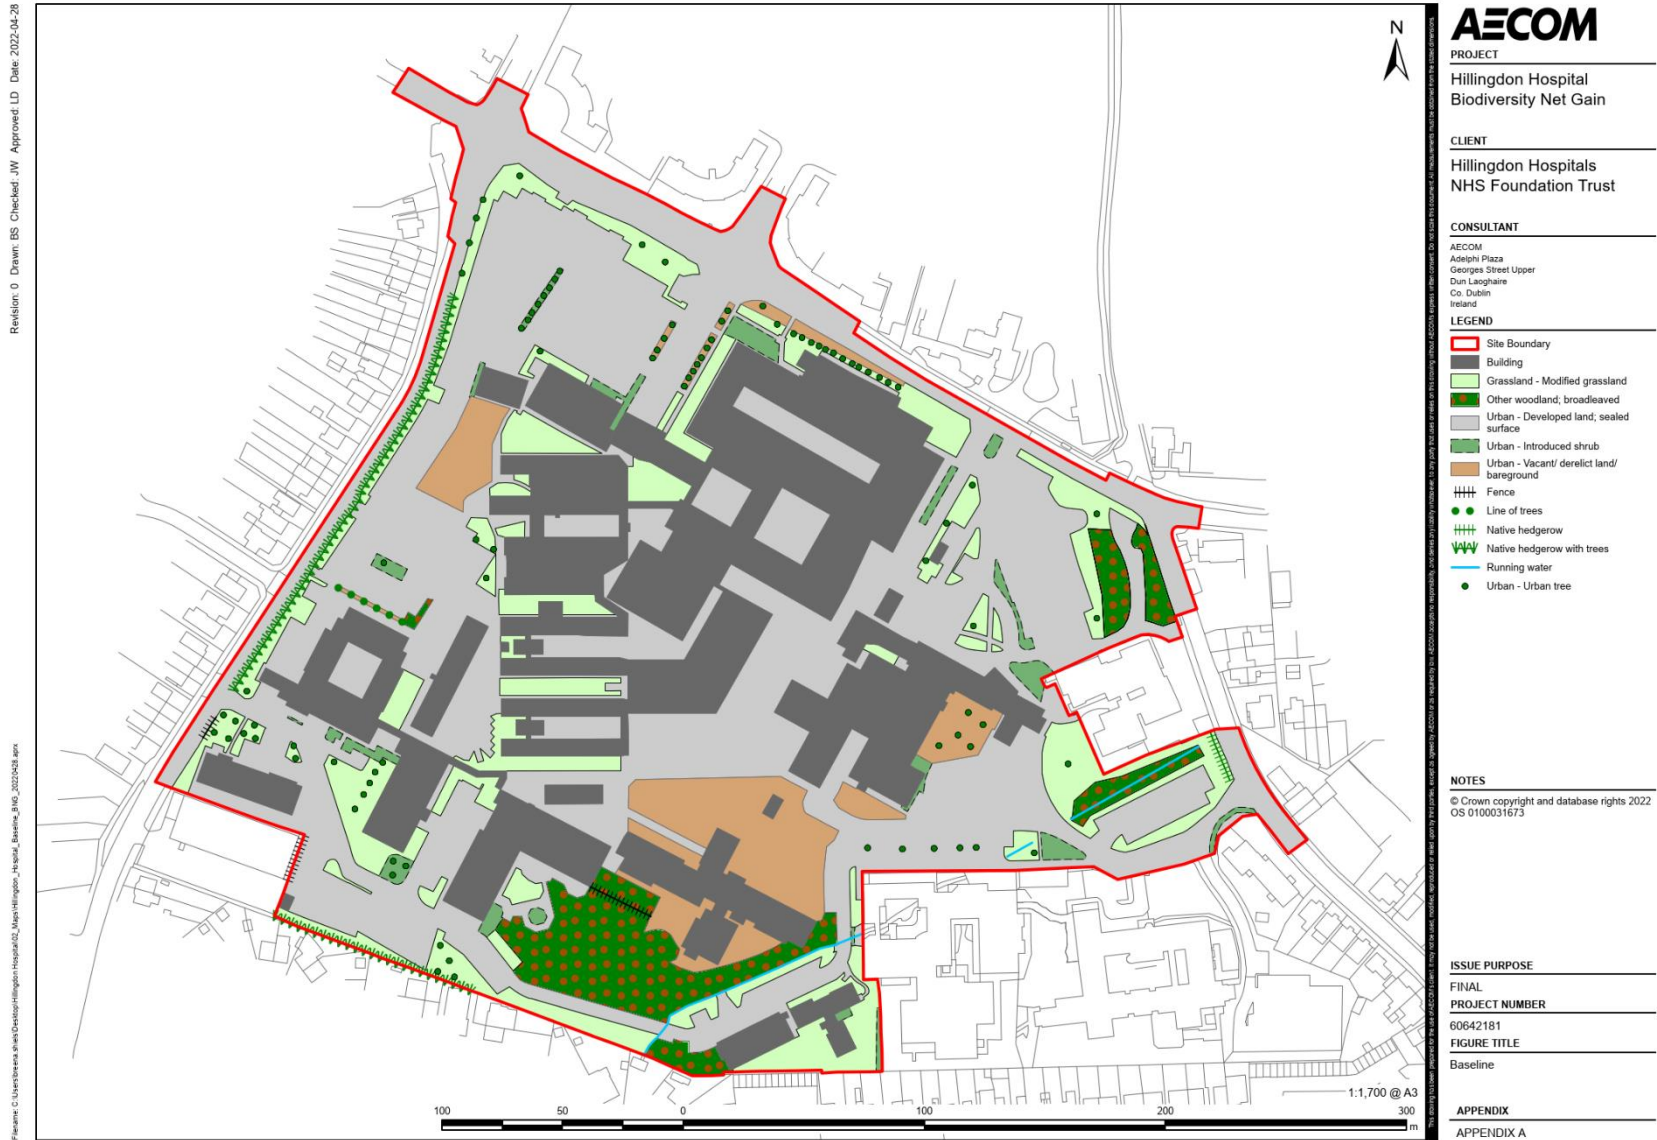 Revision: 0 Drawn: BS Checked: JW Approved: LD Date: 2022-04-28
N
AECOM
PROJECT
Hillingdon Hospital
Biodiversity Net Gain
CLIENT
Hillingdon Hospitals
NHS Foundation Trust
CONSULTANT
AECOM
Adelphi Plaza
Georges Street Upper
Dun Laoghaire
Co. Dublin
Ireland
LEGEND
Site Boundary
Building
Grassland - Modified grassland
Other woodland; broadleaved
Urban - Developed land; sealed
surface
Urban - Introduced shrub
Urban - Vacant/ derelict land/
bareground
Fence
Line of trees
Native hedgerow
Native hedgerow with trees
Running water
Urban - Urban tree
NOTES
© Crown copyright and database rights 2022
OS 0100031673
ISSUE PURPOSE
FINAL
PROJECT NUMBER
60642181
FIGURE TITLE
Baseline
APPENDIX
APPENDIX A
1:1,700 @ A3
100 50 0 100 200 300
m